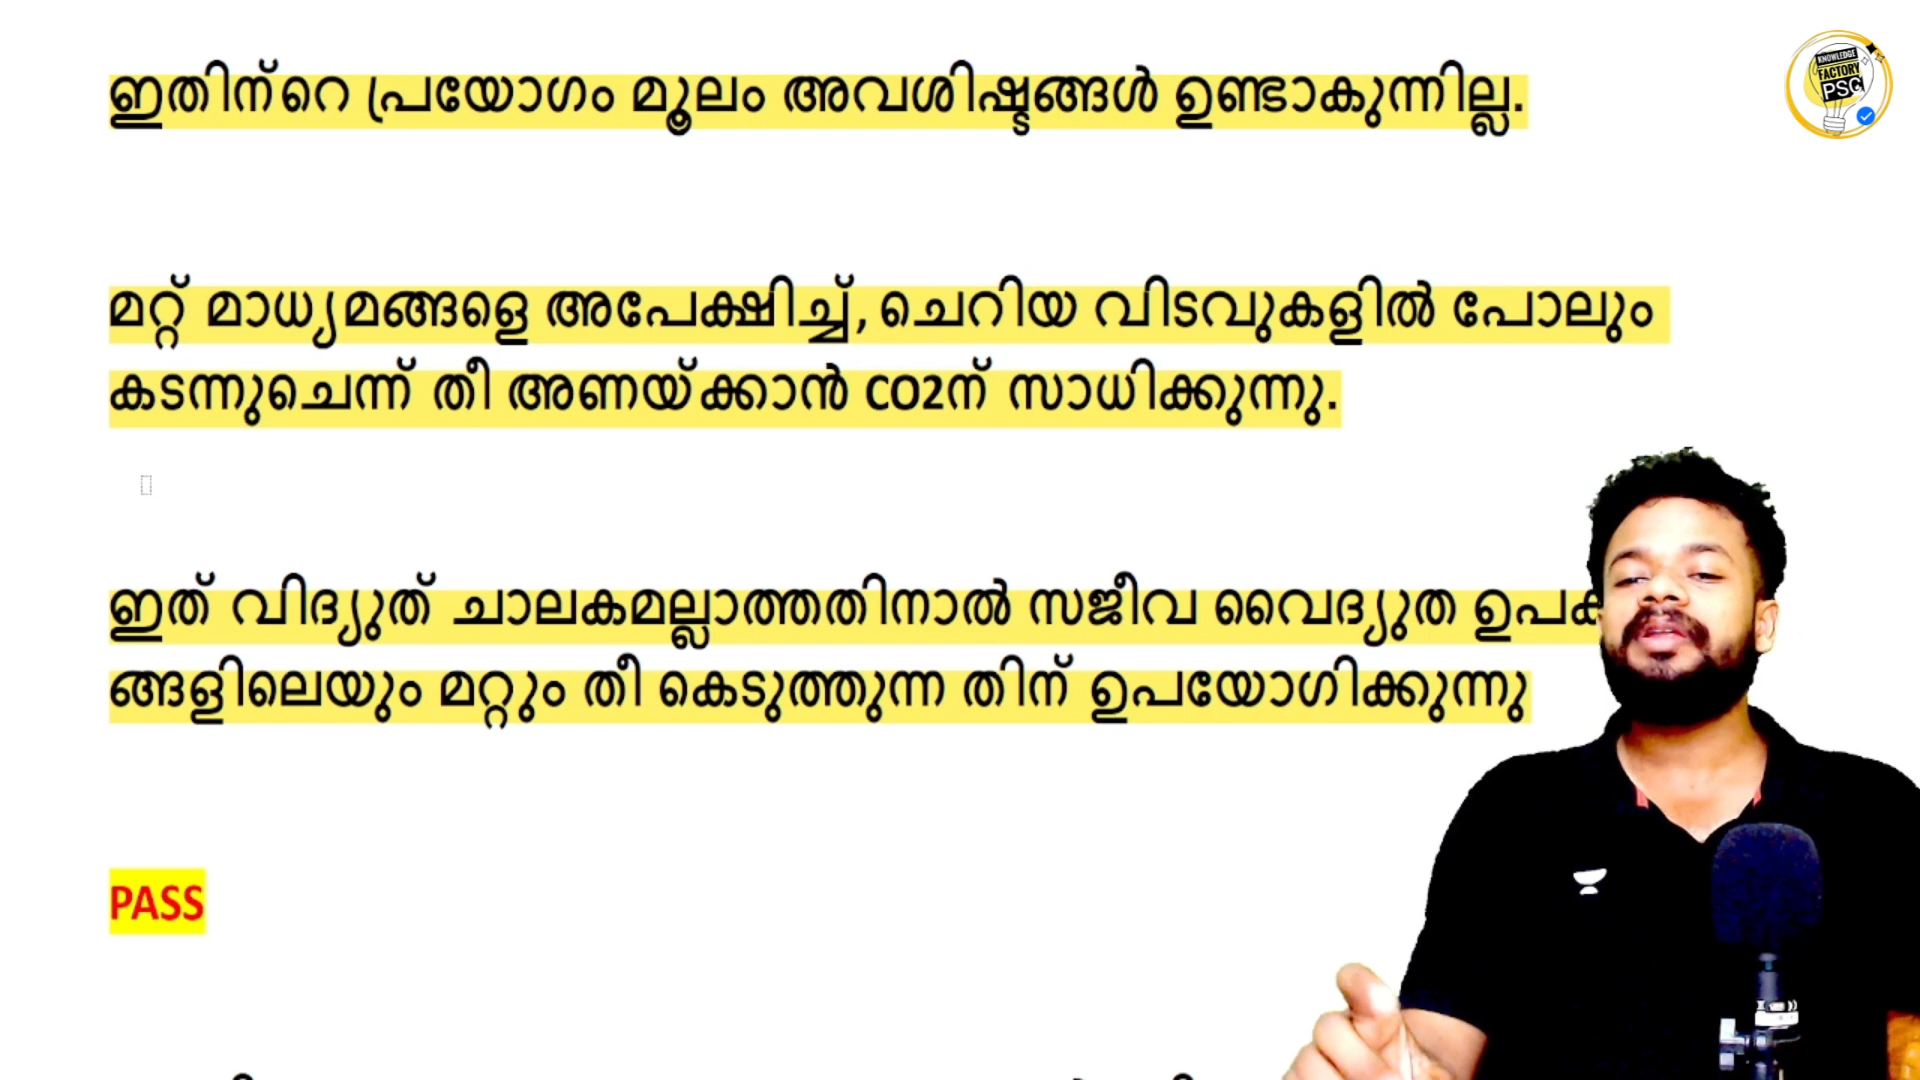 ഇതിന്റെ പ്രയോഗം മൂലം അവശിഷ്ടങ്ങൾ ഉണ്ടാകുന്നില്ല.
KNOWLEDGE
FACTORY
PSC
മറ്റ് മാധ്യമങ്ങളെ അപേക്ഷിച്ച്, ചെറിയ വിടവുകളിൽ പോലും
കടന്നുചെന്ന് തീ അണയ്ക്കാൻ CO2ന് സാധിക്കുന്നു.
ഇത് വിദ്യുത് ചാലകമല്ലാത്തതിനാൽ സജീവ വൈദ്യുത
ങ്ങളിലെയും മറ്റും തീ കെടുത്തുന്ന തിന് ഉപയോഗിക്കുന്നു
PASS